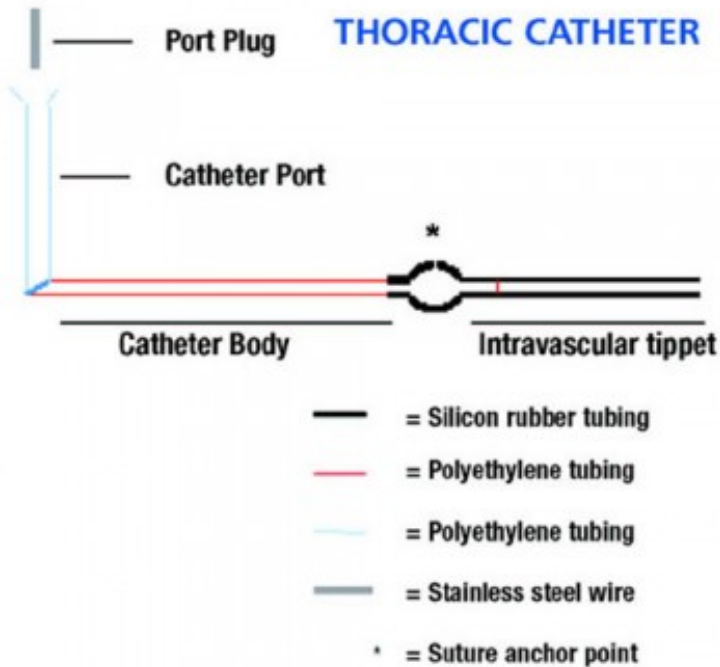 THORACIC CATHETER
Port Plug
Catheter Port
*
Catheter Body
Intravascular tippet
= Silicon rubber tubing
= Polyethylene tubing
= Polyethylene tubing
= Stainless steel wire
* = Suture anchor point